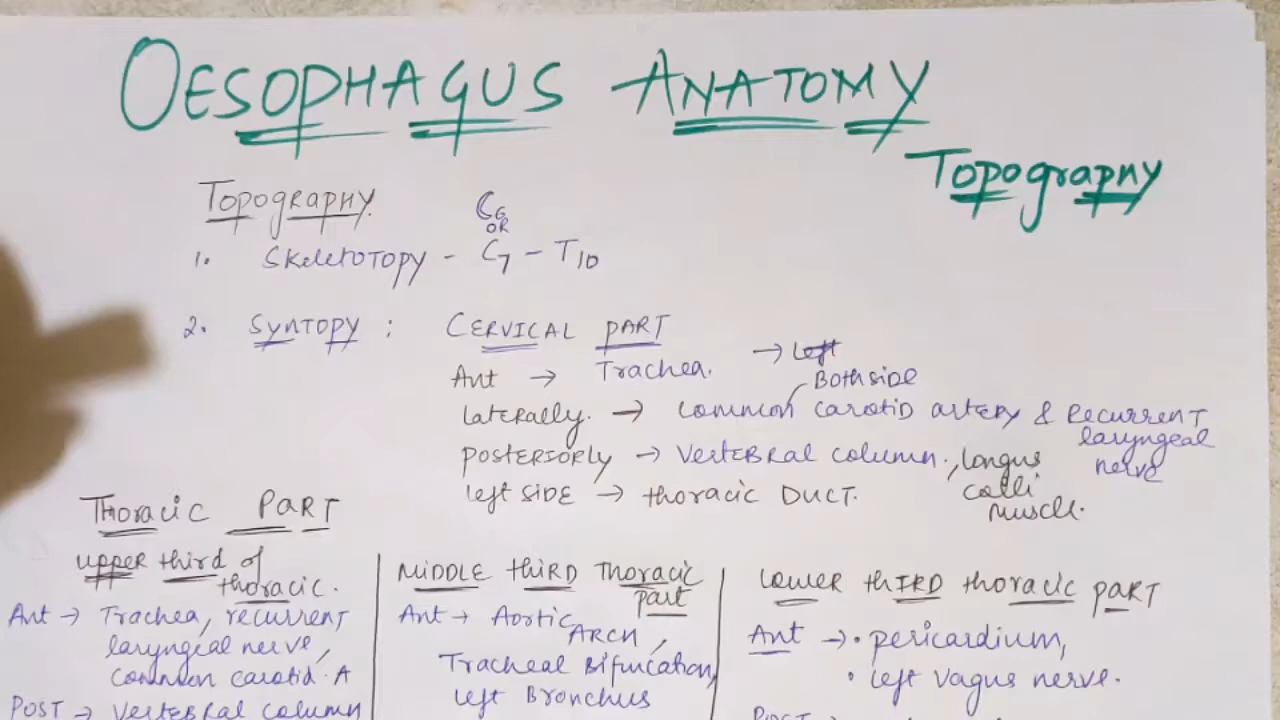 OESOPHAGUS ANATOMY
Topography
Topography.
C6
OR
1. Skeletotopy - C7 - T10
2. Syntopy : CERVICAL PART
Ant → Trachea. → Left
Both side
laterally. → common carotid artery & Recurrent
laryngeal
nerve
posteriorly → Vertebral column., longus
colli
muscle.
left side → thoracic DUCT.
Thoracic PART
upper third of
thoracic.
Ant → Trachea, recurrent
laryngeal nerve,
common carotid. A
POST → Vertebral column
MIDDLE third Thoracic
part
Ant → Aortic
ARCH,
Tracheal Bifurcation,
left Bronchus
Lower thIRD thoracic part
Ant → • pericardium,
• left vagus nerve.